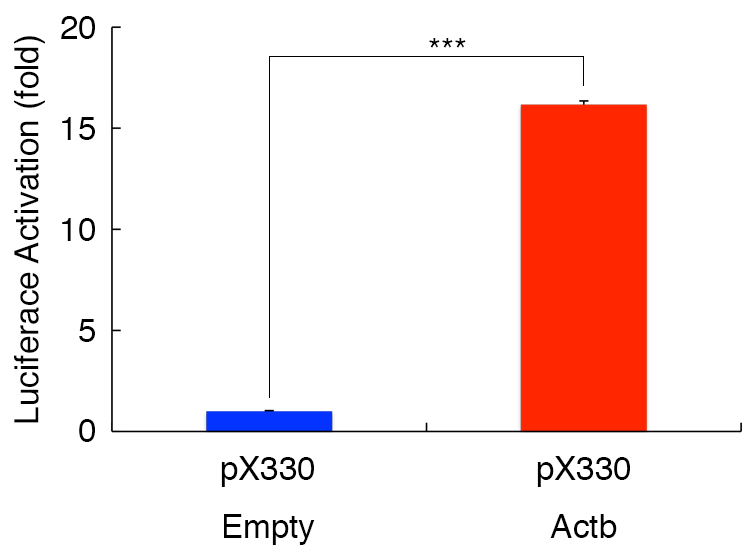 Luciferace Activation (fold)
20
15
10
5
0
***
pX330
Empty
pX330
Actb